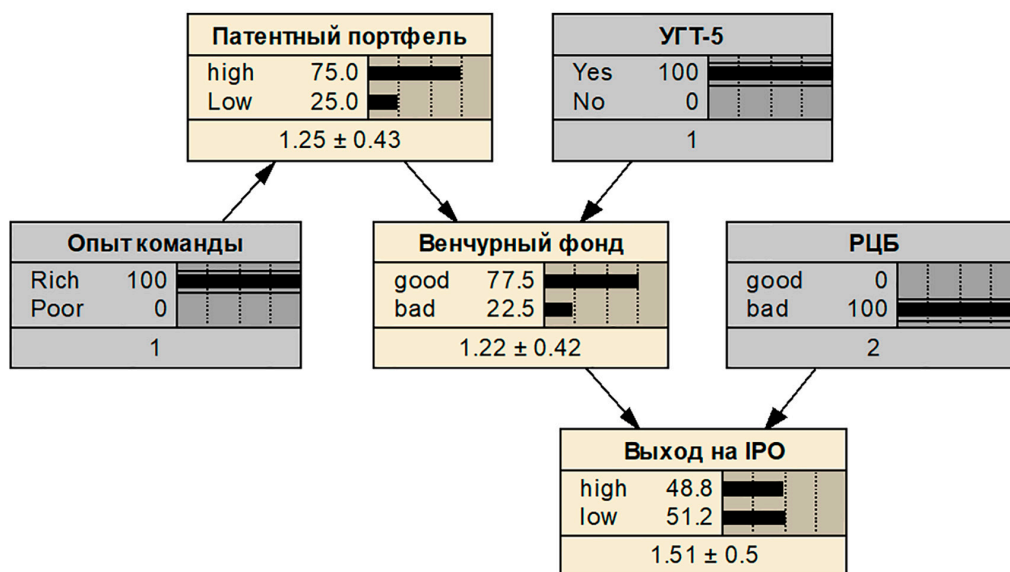 Патентный портфель
high 75.0
Low 25.0
1.25 ± 0.43
УГТ-5
Yes 100
No 0
1
Опыт команды
Rich 100
Poor 0
1
Венчурный фонд
good 77.5
bad 22.5
1.22 ± 0.42
РЦБ
good 0
bad 100
2
Выход на IPO
high 48.8
low 51.2
1.51 ± 0.5